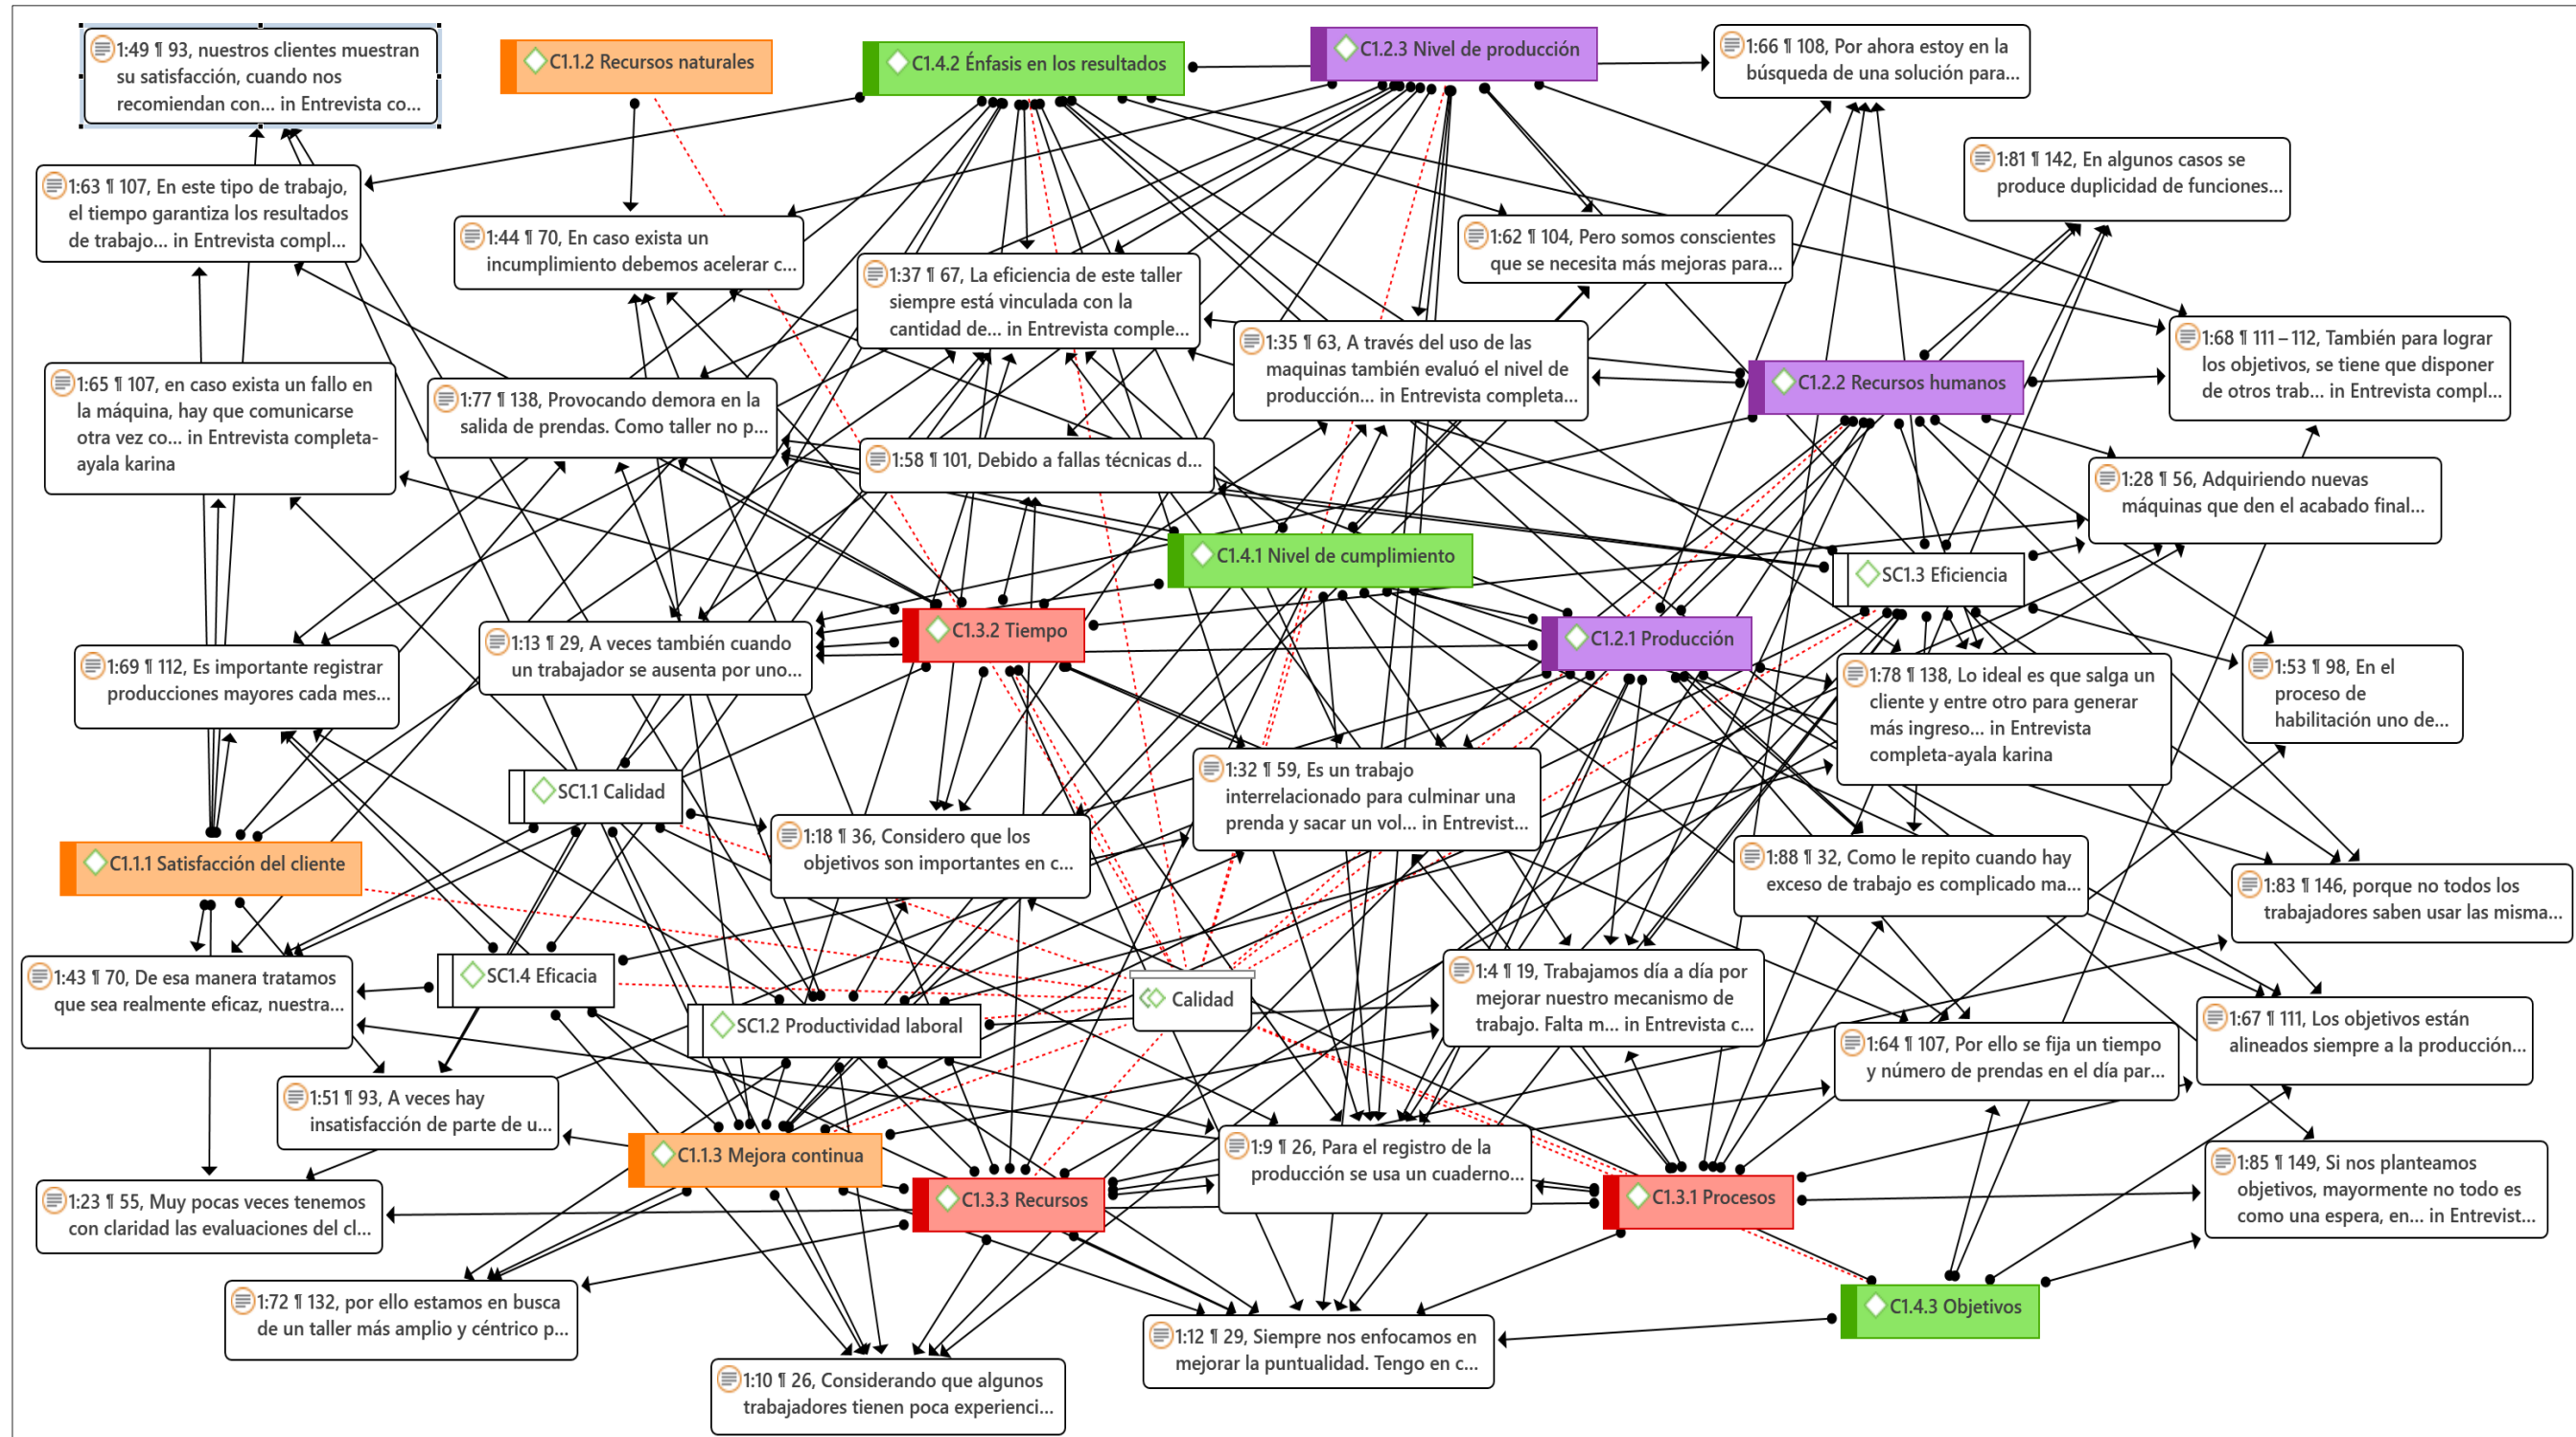 1:49 ¶ 93, nuestros clientes muestran
su satisfacción, cuando nos
recomiendan con... in Entrevista co...
C1.1.2 Recursos naturales
C1.4.2 Énfasis en los resultados
C1.2.3 Nivel de producción
1:66 ¶ 108, Por ahora estoy en la
búsqueda de una solución para...
1:81 ¶ 142, En algunos casos se
produce duplicidad de funciones...
1:63 ¶ 107, En este tipo de trabajo,
el tiempo garantiza los resultados
de trabajo... in Entrevista compl...
1:44 ¶ 70, En caso exista un
incumplimiento debemos acelerar c...
1:37 ¶ 67, La eficiencia de este taller
siempre está vinculada con la
cantidad de... in Entrevista comple...
1:62 ¶ 104, Pero somos conscientes
que se necesita más mejoras para...
1:35 ¶ 63, A través del uso de las
maquinas también evaluó el nivel de
producción... in Entrevista completa...
1:68 ¶ 111 – 112, También para lograr
los objetivos, se tiene que disponer
de otros trab... in Entrevista compl...
C1.2.2 Recursos humanos
1:65 ¶ 107, en caso exista un fallo en
la máquina, hay que comunicarse
otra vez co... in Entrevista completa-
ayala karina
1:77 ¶ 138, Provocando demora en la
salida de prendas. Como taller no p...
1:58 ¶ 101, Debido a fallas técnicas d...
1:28 ¶ 56, Adquiriendo nuevas
máquinas que den el acabado final...
C1.4.1 Nivel de cumplimiento
SC1.3 Eficiencia
C1.3.2 Tiempo
C1.2.1 Producción
1:13 ¶ 29, A veces también cuando
un trabajador se ausenta por uno...
1:69 ¶ 112, Es importante registrar
producciones mayores cada mes...
1:78 ¶ 138, Lo ideal es que salga un
cliente y entre otro para generar
más ingreso... in Entrevista
completa-ayala karina
1:53 ¶ 98, En el
proceso de
habilitación uno de...
SC1.1 Calidad
1:32 ¶ 59, Es un trabajo
interrelacionado para culminar una
prenda y sacar un vol... in Entrevist...
1:18 ¶ 36, Considero que los
objetivos son importantes en c...
C1.1.1 Satisfacción del cliente
1:88 ¶ 32, Como le repito cuando hay
exceso de trabajo es complicado ma...
1:83 ¶ 146, porque no todos los
trabajadores saben usar las misma...
1:43 ¶ 70, De esa manera tratamos
que sea realmente eficaz, nuestra...
SC1.4 Eficacia
SC1.2 Productividad laboral
Calidad
1:4 ¶ 19, Trabajamos día a día por
mejorar nuestro mecanismo de
trabajo. Falta m... in Entrevista c...
1:67 ¶ 111, Los objetivos están
alineados siempre a la producción...
1:64 ¶ 107, Por ello se fija un tiempo
y número de prendas en el día par...
1:51 ¶ 93, A veces hay
insatisfacción de parte de u...
C1.1.3 Mejora continua
1:9 ¶ 26, Para el registro de la
producción se usa un cuaderno...
1:85 ¶ 149, Si nos planteamos
objetivos, mayormente no todo es
como una espera, en... in Entrevist...
C1.3.3 Recursos
C1.3.1 Procesos
1:23 ¶ 55, Muy pocas veces tenemos
con claridad las evaluaciones del cl...
1:72 ¶ 132, por ello estamos en busca
de un taller más amplio y céntrico p...
C1.4.3 Objetivos
1:12 ¶ 29, Siempre nos enfocamos en
mejorar la puntualidad. Tengo en c...
1:10 ¶ 26, Considerando que algunos
trabajadores tienen poca experienci...